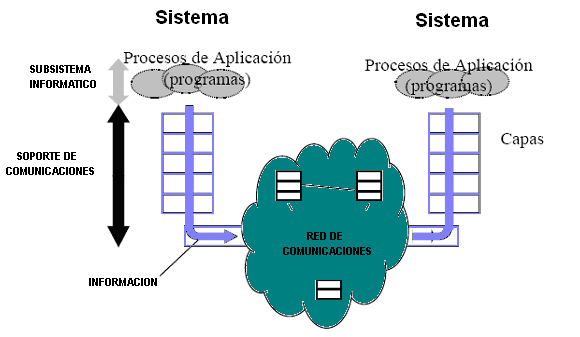 Sistema
Sistema
Procesos de Aplicación
(programas)
Procesos de Aplicación
(programas)
SUBSISTEMA
INFORMATICO
Capas
SOPORTE DE
COMUNICACIONES
RED DE
COMUNICACIONES
INFORMACION